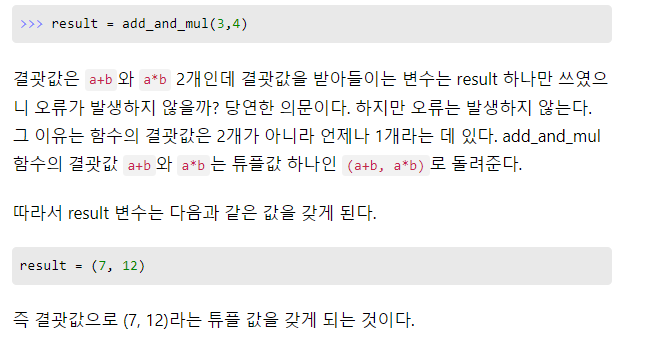 >>> result = add_and_mul(3,4)
결괏값은 a+b 와 a*b 2개인데 결괏값을 받아들이는 변수는 result 하나만 쓰였으
니 오류가 발생하지 않을까? 당연한 의문이다. 하지만 오류는 발생하지 않는다.
그 이유는 함수의 결괏값은 2개가 아니라 언제나 1개라는 데 있다. add_and_mul
함수의 결괏값 a+b 와 a*b 는 튜플값 하나인 (a+b, a*b) 로 돌려준다.
따라서 result 변수는 다음과 같은 값을 갖게 된다.
result = (7, 12)
즉 결괏값으로 (7, 12)라는 튜플 값을 갖게 되는 것이다.